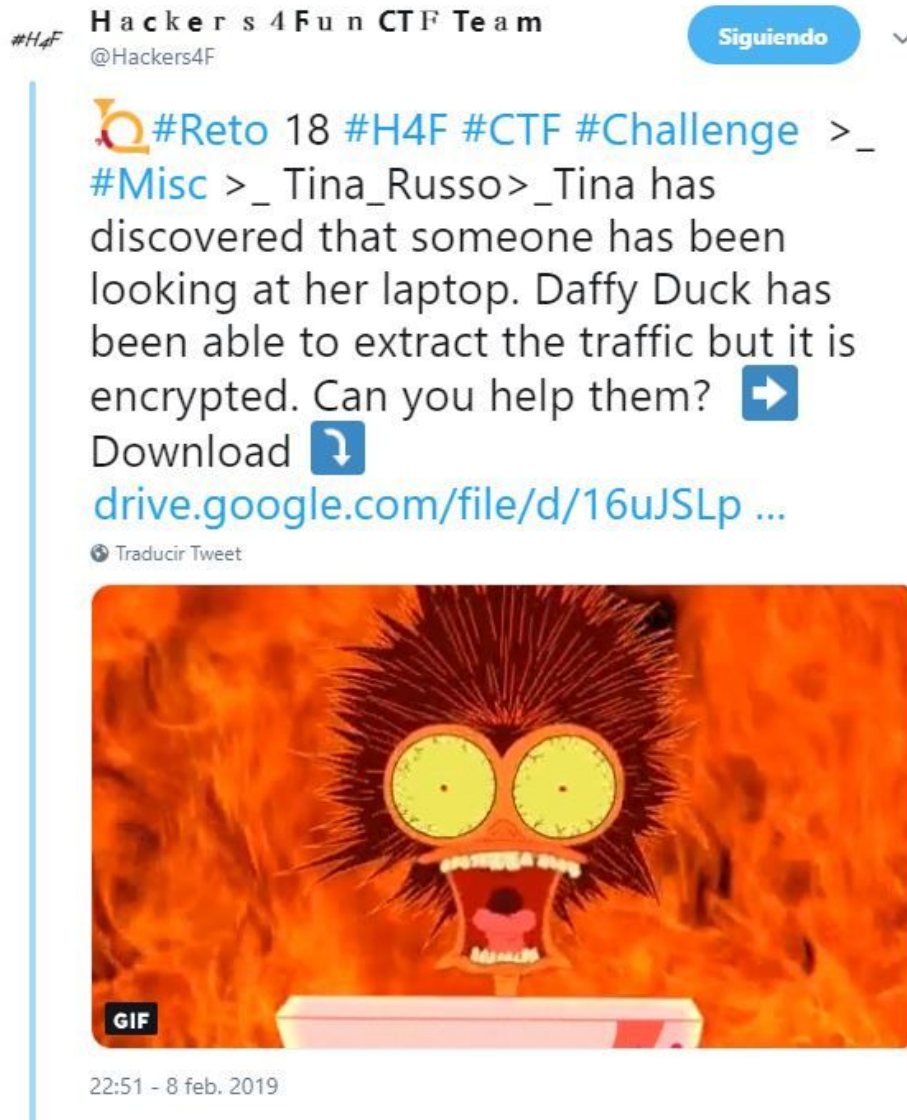 #H4F
Hackers 4Fun CTF Team
Siguiendo
@Hackers4F
#Reto 18 #H4F #CTF #Challenge >_
#Misc >_ Tina_Russo>_Tina has
discovered that someone has been
looking at her laptop. Daffy Duck has
been able to extract the traffic but it is
encrypted. Can you help them? ➡
Download ⤵
drive.google.com/file/d/16uJSLp ...
Traducir Tweet
GIF
22:51 - 8 feb. 2019